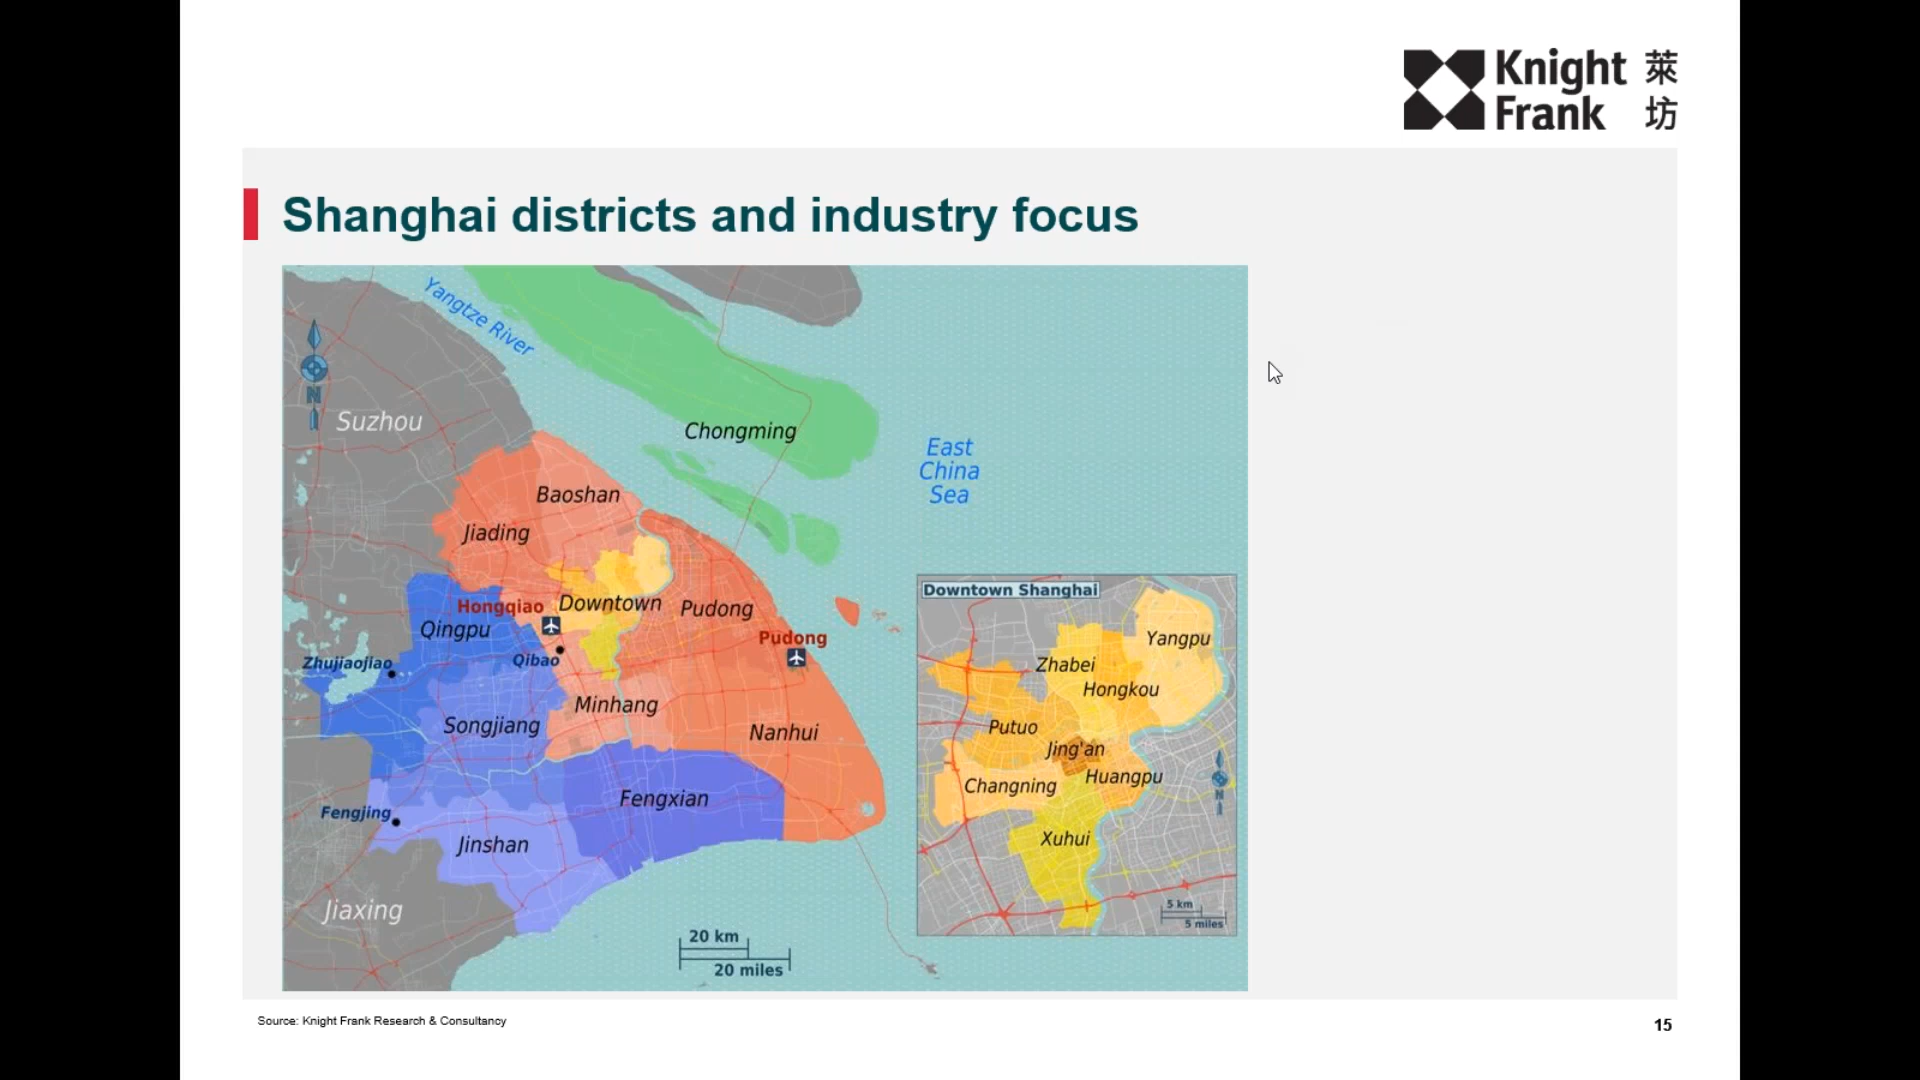 Knight 萊
Frank 坊
Shanghai districts and industry focus
Yangtze River
N
Suzhou
Chongming
East
China
Sea
Baoshan
Jiading
Hongqiao
Downtown
Pudong
Qingpu
Pudong
Zhujiaojiao
Qibao
Minhang
Songjiang
Nanhui
Fengxian
Fengjing
Jinshan
Jiaxing
20 km
20 miles
Downtown Shanghai
Yangpu
Zhabei
Hongkou
Putuo
Jing'an
Huangpu
Changning
N
Xuhui
5 km
5 miles
Source: Knight Frank Research & Consultancy
15